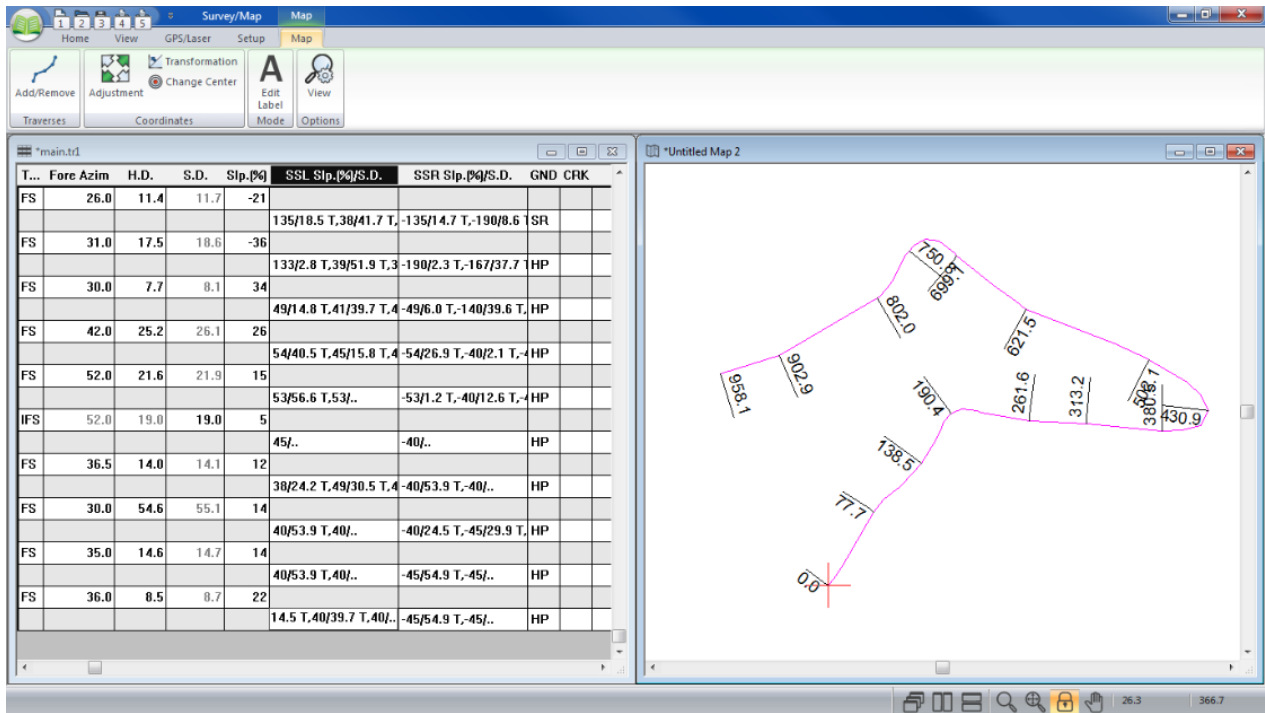 1 2 3 4 5 Survey/Map Map
Home View GPS/Laser Setup Map
Add/Remove Adjustment Transformation Change Center A Edit Label View
Traverses Coordinates Mode Options
*main.tr1
T... Fore Azim H.D. S.D. Slp.(%) SSL Slp.(%)/S.D. SSR Slp.(%)/S.D. GND CRK
FS 26.0 11.4 11.7 -21
135/18.5 T,38/41.7 T, -135/14.7 T,-190/8.6 T SR
FS 31.0 17.5 18.6 -36
133/2.8 T,39/51.9 T,3 -190/2.3 T,-167/37.7 T HP
FS 30.0 7.7 8.1 34
49/14.8 T,41/39.7 T,4 -49/6.0 T,-140/39.6 T, HP
FS 42.0 25.2 26.1 26
54/40.5 T,45/15.8 T,4 -54/26.9 T,-40/2.1 T,-4 HP
FS 52.0 21.6 21.9 15
53/56.6 T,53/.. -53/1.2 T,-40/12.6 T,-4 HP
IFS 52.0 19.0 19.0 5
45/.. -40/.. HP
FS 36.5 14.0 14.1 12
38/24.2 T,49/30.5 T,4 -40/53.9 T,-40/.. HP
FS 30.0 54.6 55.1 14
40/53.9 T,40/.. -40/24.5 T,-45/29.9 T, HP
FS 35.0 14.6 14.7 14
40/53.9 T,40/.. -45/54.9 T,-45/.. HP
FS 36.0 8.5 8.7 22
14.5 T,40/39.7 T,40/.. -45/54.9 T,-45/.. HP
*Untitled Map 2
750.8
802.0
621.5
902.9
958.1
190.4
261.6
313.2
380.5
430.9
138.5
77.7
0.0
26.3 366.7